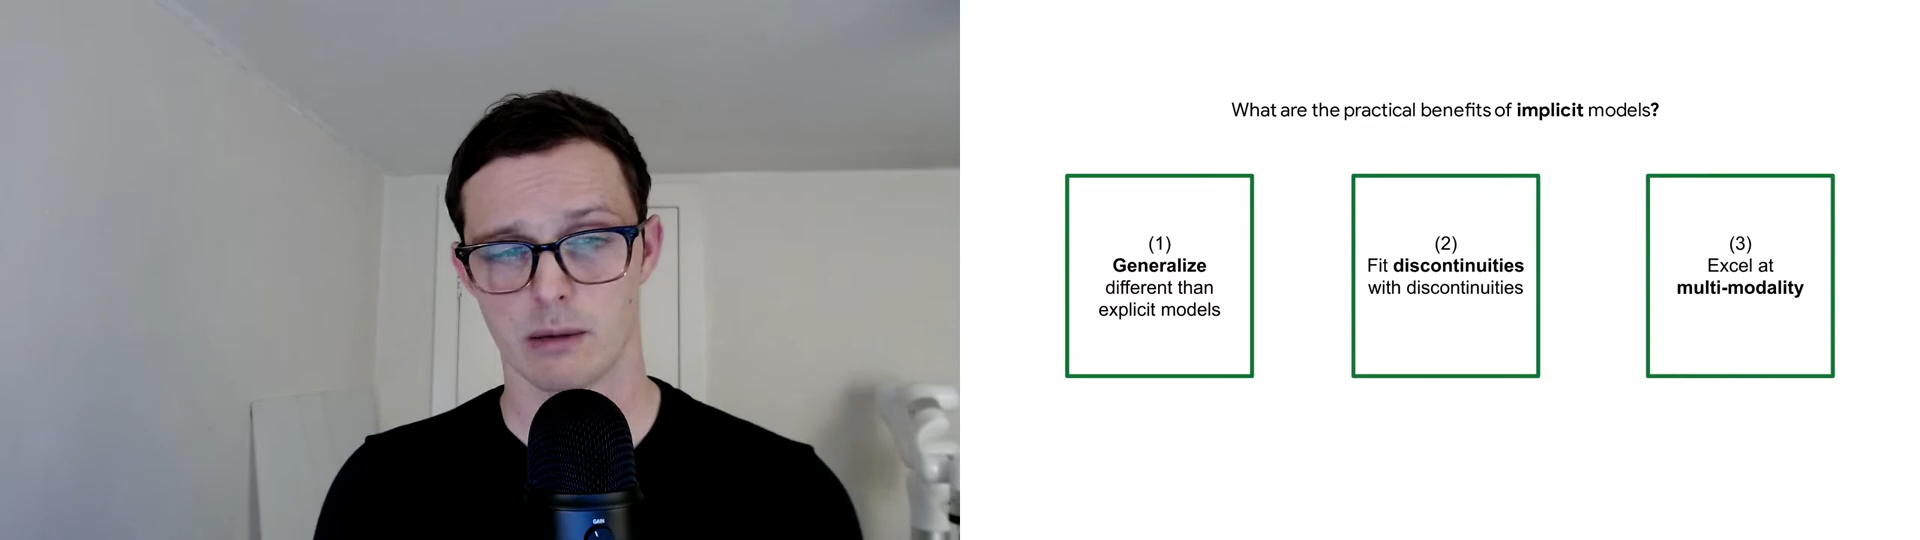 What are the practical benefits of implicit models?
(1)
Generalize
different than
explicit models
(2)
Fit discontinuities
with discontinuities
(3)
Excel at
multi-modality
GAIN